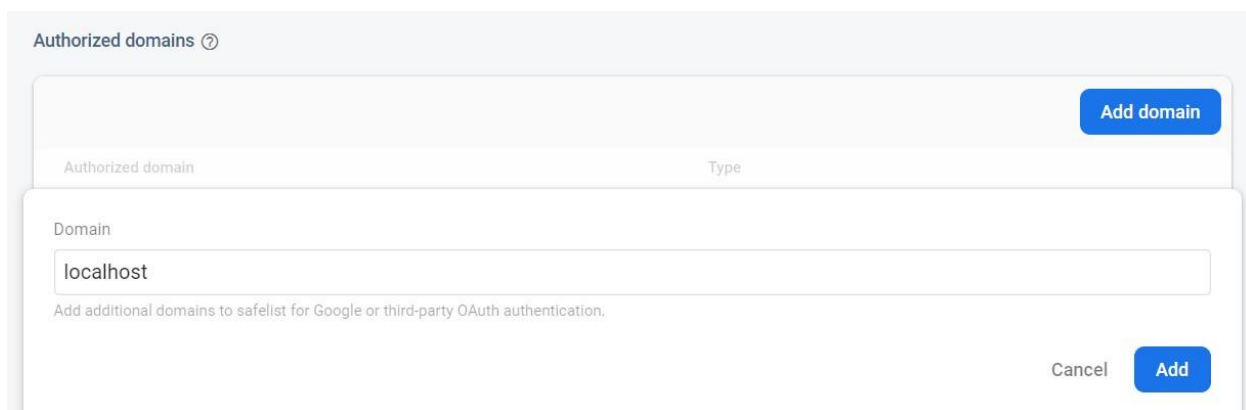 Authorized domains
Add domain
Authorized domain Type
Domain
localhost
Add additional domains to safelist for Google or third-party OAuth authentication.
Cancel Add